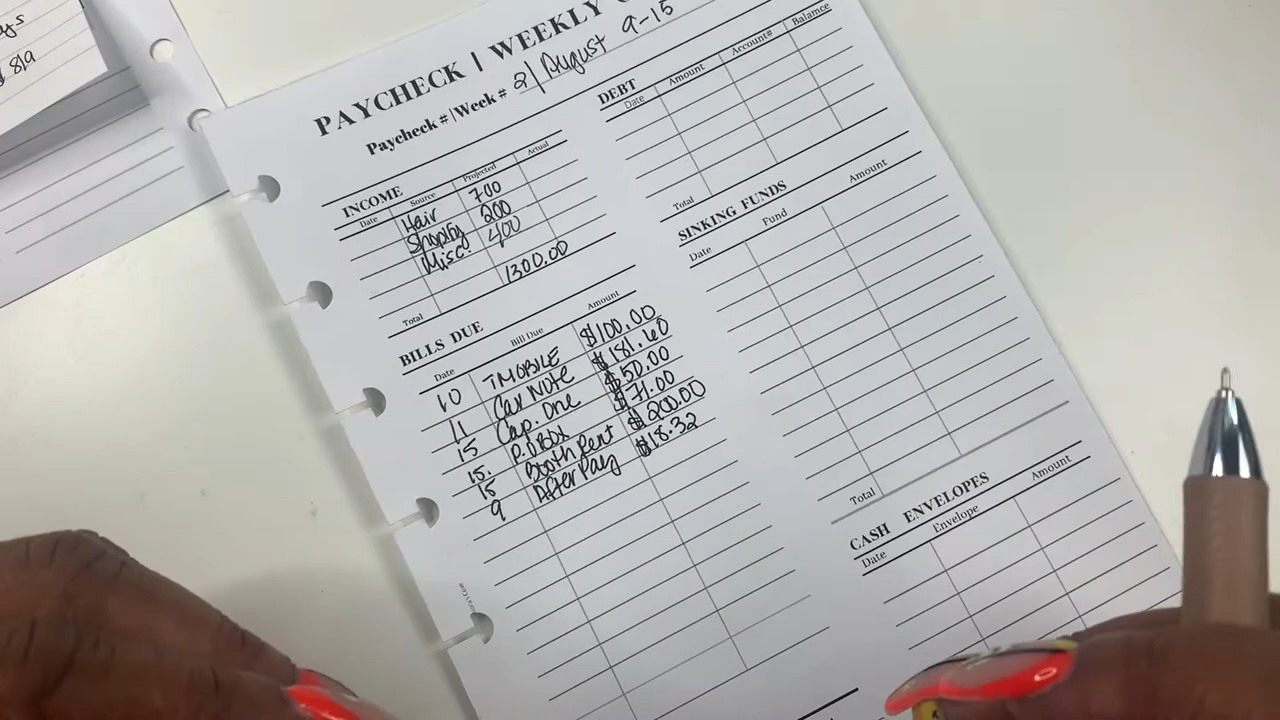 ys
8/9
PAYCHECK | WEEKLY
Paycheck #|Week # 2| August 9-15
INCOME
Date Source Projected Actual
Hair 700
Shopify 200
Misc. 400
1300.00
Total
BILLS DUE
Date Bill Due Amount
10 TMOBILE $100.00
11 Car Note $181.60
15 Cap. One $50.00
15. $71.00
15 Booth Rent $200.00
9 AfterPay $18.32
DEBT
Date Amount Account# Balance
Total
SINKING FUNDS
Date Fund Amount
Total
CASH ENVELOPES
Date Envelope Amount